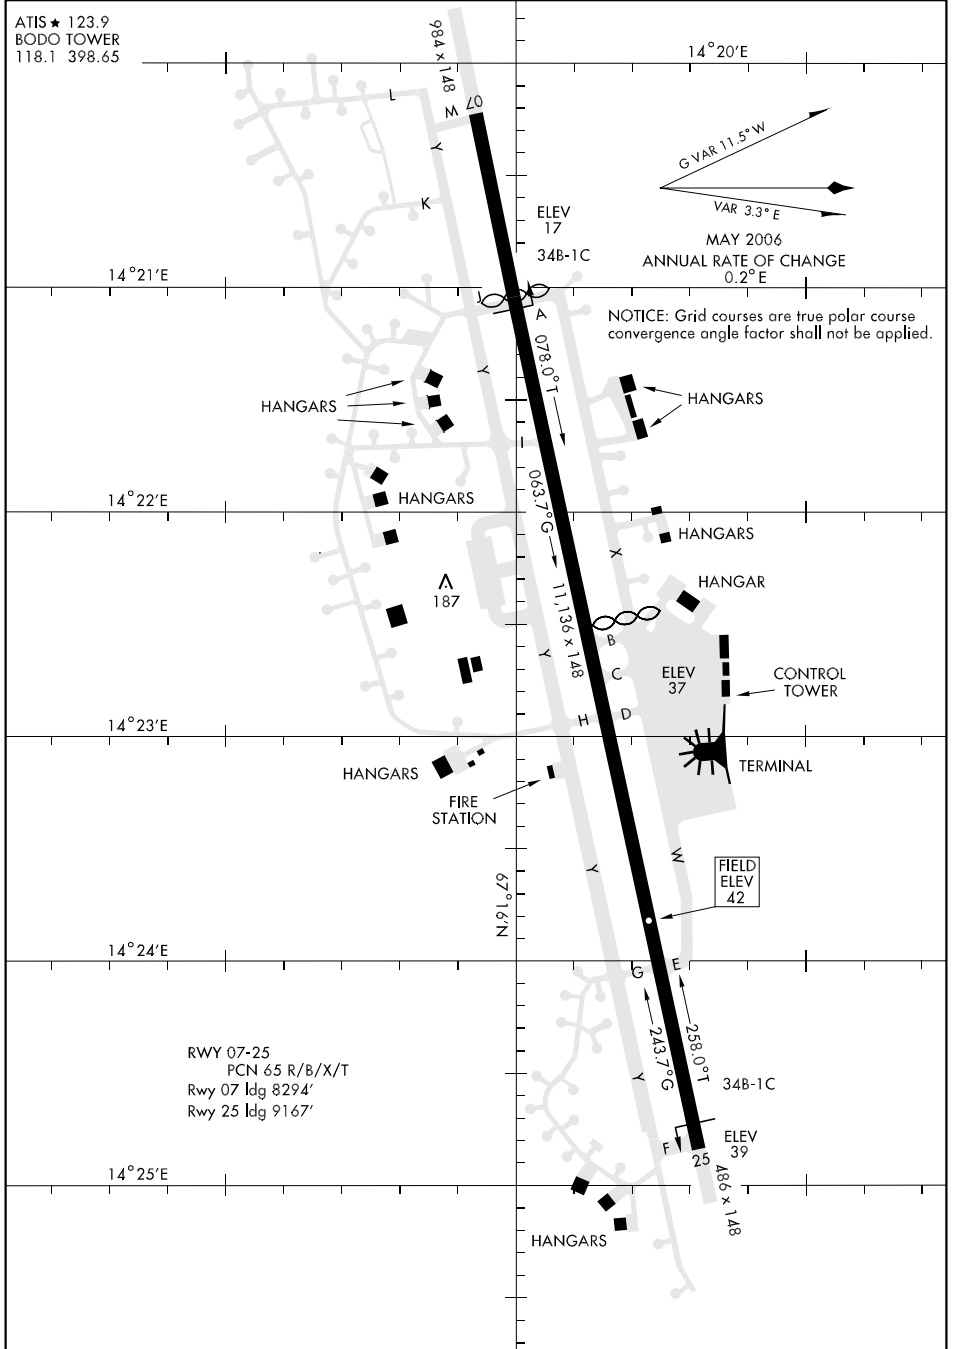 ATIS ★ 123.9
BODO TOWER
118.1 398.65
984 x 148
14°20'E
L
W
07
Y
K
G VAR 11.5°W
VAR 3.3°E
MAY 2006
ANNUAL RATE OF CHANGE
0.2°E
ELEV
17
34B-1C
14°21'E
J
A
NOTICE: Grid courses are true polar course
convergence angle factor shall not be applied.
078.0°T
Y
HANGARS
HANGARS
I
063.7°G
14°22'E
HANGARS
HANGARS
X
187
HANGAR
11,136 x 148
B
Y
C
ELEV
37
CONTROL
TOWER
14°23'E
H
D
HANGARS
TERMINAL
FIRE
STATION
Y
W
FIELD
ELEV
42
67°16'N
14°24'E
G
E
243.7°G
258.0°T
RWY 07-25
PCN 65 R/B/X/T
Rwy 07 ldg 8294'
Rwy 25 ldg 9167'
Y
34B-1C
F
25
ELEV
39
14°25'E
486 x 148
HANGARS